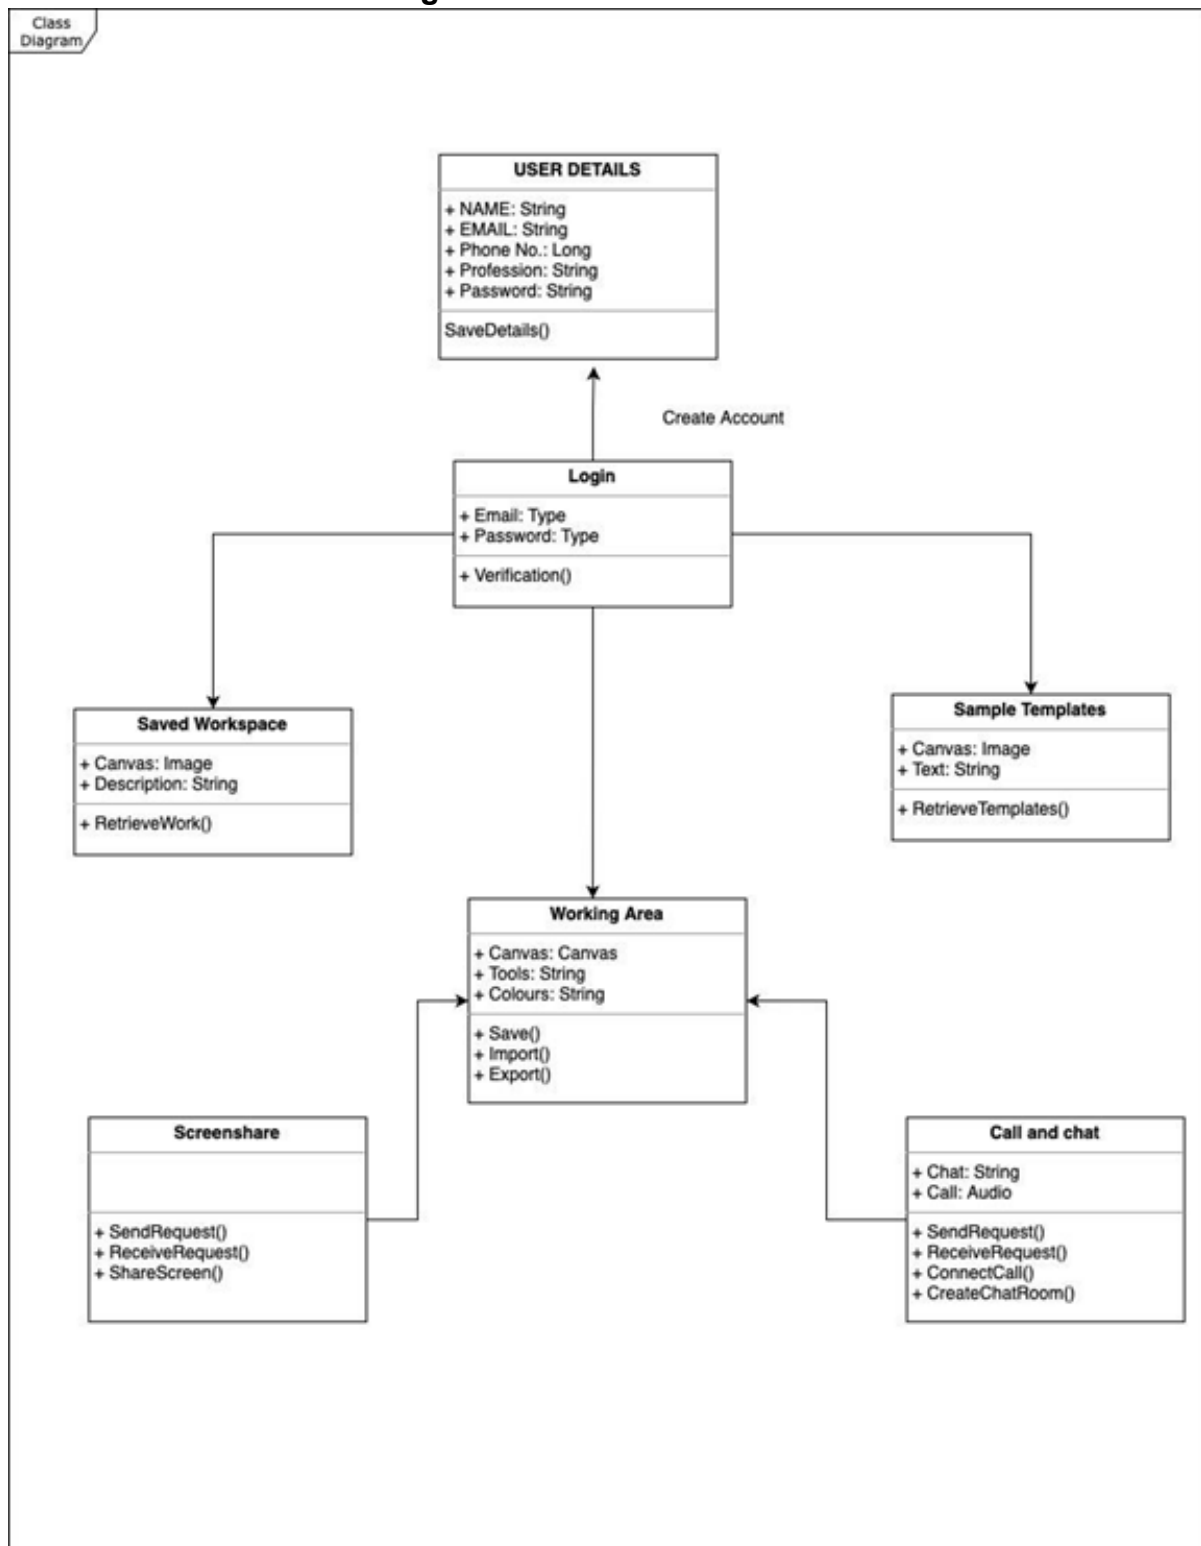 Class
Diagram
USER DETAILS
+ NAME: String
+ EMAIL: String
+ Phone No.: Long
+ Profession: String
+ Password: String
SaveDetails()
Create Account
Login
+ Email: Type
+ Password: Type
+ Verification()
Saved Workspace
+ Canvas: Image
+ Description: String
+ RetrieveWork()
Sample Templates
+ Canvas: Image
+ Text: String
+ RetrieveTemplates()
Working Area
+ Canvas: Canvas
+ Tools: String
+ Colours: String
+ Save()
+ Import()
+ Export()
Screenshare
+ SendRequest()
+ ReceiveRequest()
+ ShareScreen()
Call and chat
+ Chat: String
+ Call: Audio
+ SendRequest()
+ ReceiveRequest()
+ ConnectCall()
+ CreateChatRoom()